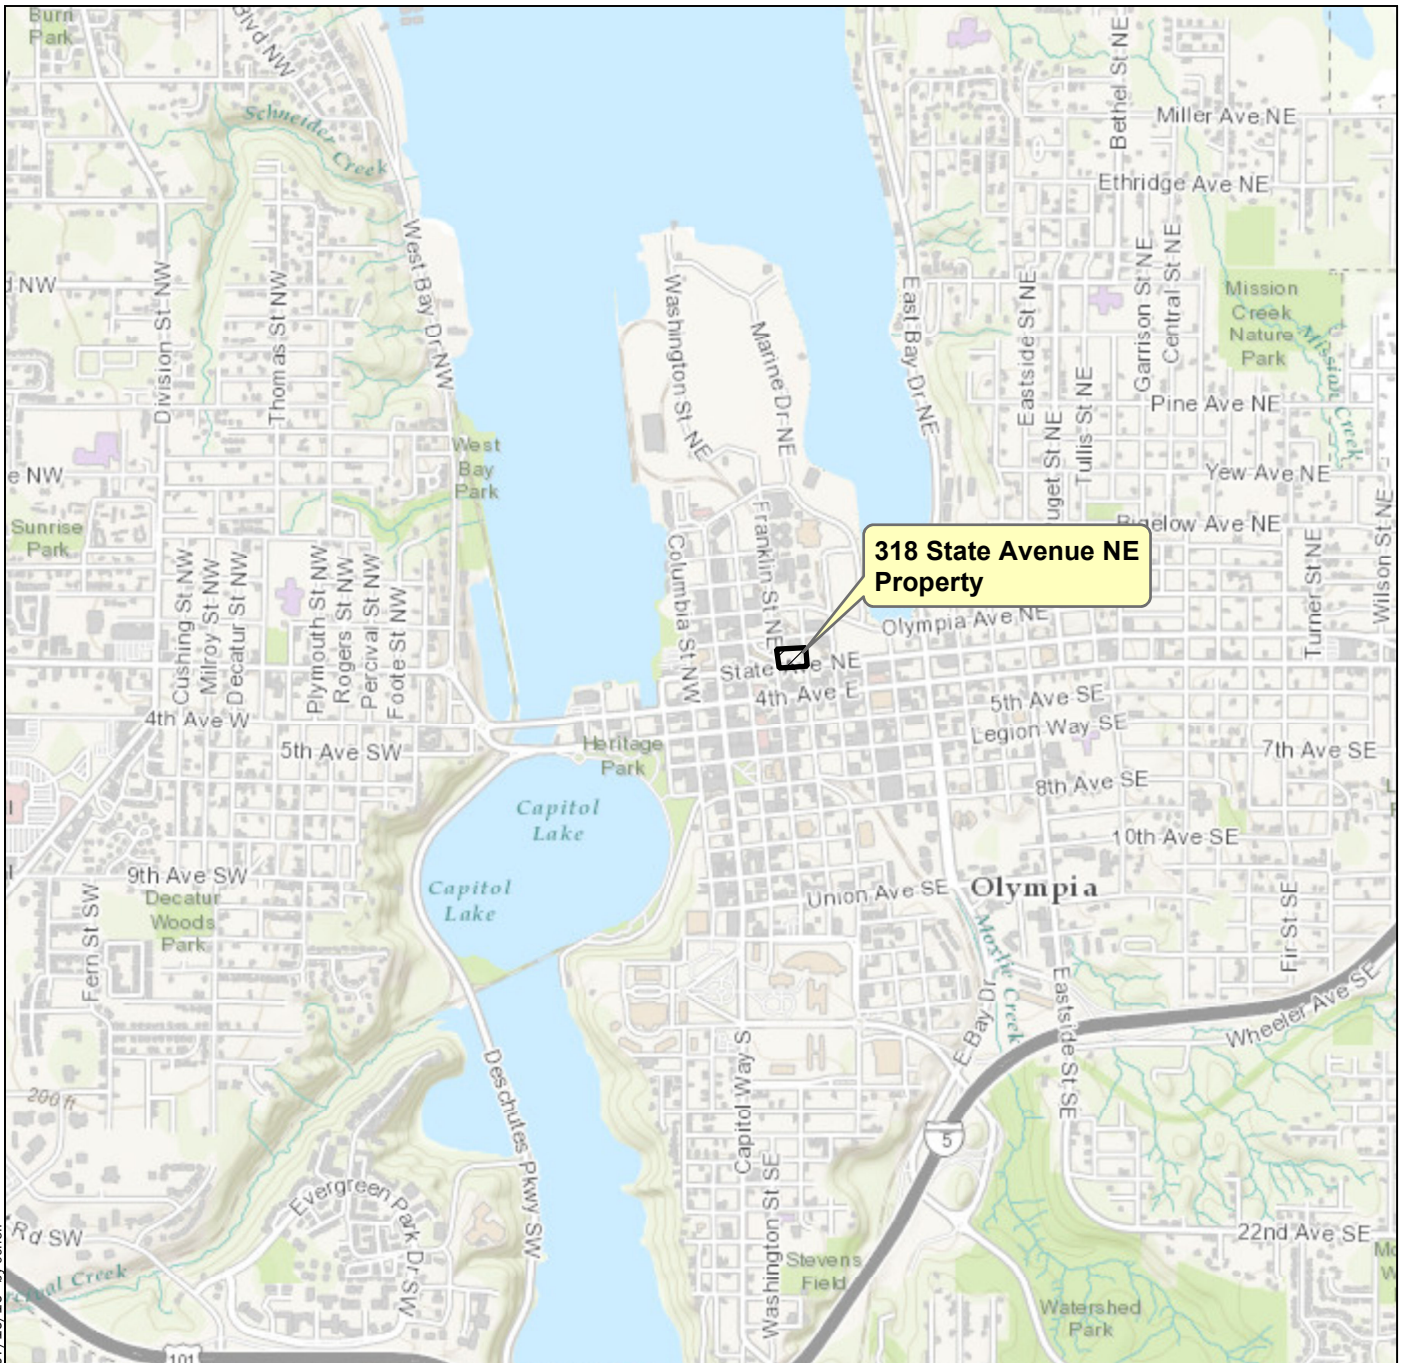 Burn
Park
Blvd NW
Schneider Creek
Bethel St NE
Miller Ave NE
Ethridge Ave NE
NW
Division St NW
Thomas St NW
West Bay Dr NW
Washington St NE
Marine Dr NE
East Bay Dr NE
Eastside St NE
Garrison St NE
Central St NE
Mission
Creek
Nature
Park
Mission Creek
Pine Ave NE
Tullis St NE
uget St NE
Yew Ave NE
West
Bay
Park
e NW
Sunrise
Park
Franklin St NE
Columbia St NW
Bigelow Ave NE
318 State Avenue NE
Property
Turner St NE
Wilson St NE
Cushing St NW
Milroy St NW
Decatur St NW
Plymouth St NW
Rogers St NW
Percival St NW
Foote St NW
Olympia Ave NE
State Ave NE
4th Ave E
5th Ave SE
Legion Way SE
7th Ave SE
4th Ave W
5th Ave SW
Heritage
Park
8th Ave SE
Capitol
Lake
10th Ave SE
9th Ave SW
Decatur
Woods
Park
Capitol
Lake
Union Ave SE
Olympia
Fern St SW
Moxlie Creek
Fir St SE
E Bay Dr
Eastside St SE
Wheeler Ave SE
Deschutes Pkwy SW
Capitol Way S
200 ft
5
Evergreen Park Dr SW
Washington St SE
22nd Ave SE
Rd SW
Stevens
Field
Watershed
Park
Creek
101